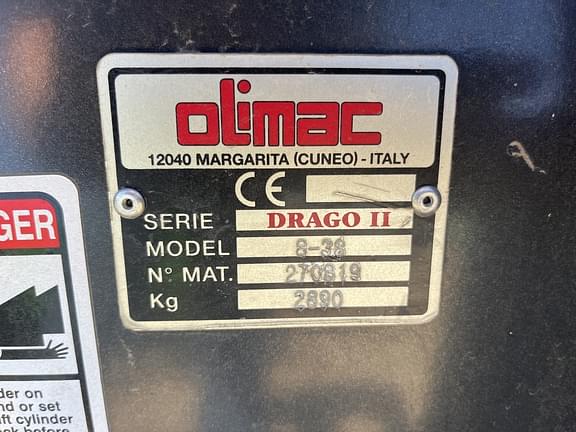 olimac
12040 MARGARITA (CUNEO) - ITALY
CE
SERIE DRAGO II
MODEL 8-38
N° MAT. 270819
Kg 2890
GER
der on
nd or set
ft cylinder